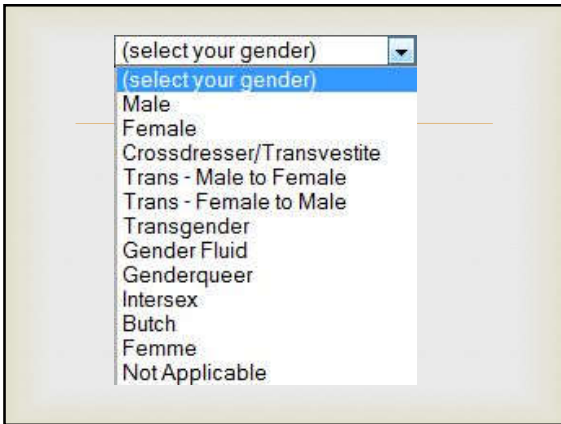 (select your gender)
(select your gender)
Male
Female
Crossdresser/Transvestite
Trans - Male to Female
Trans - Female to Male
Transgender
Gender Fluid
Genderqueer
Intersex
Butch
Femme
Not Applicable